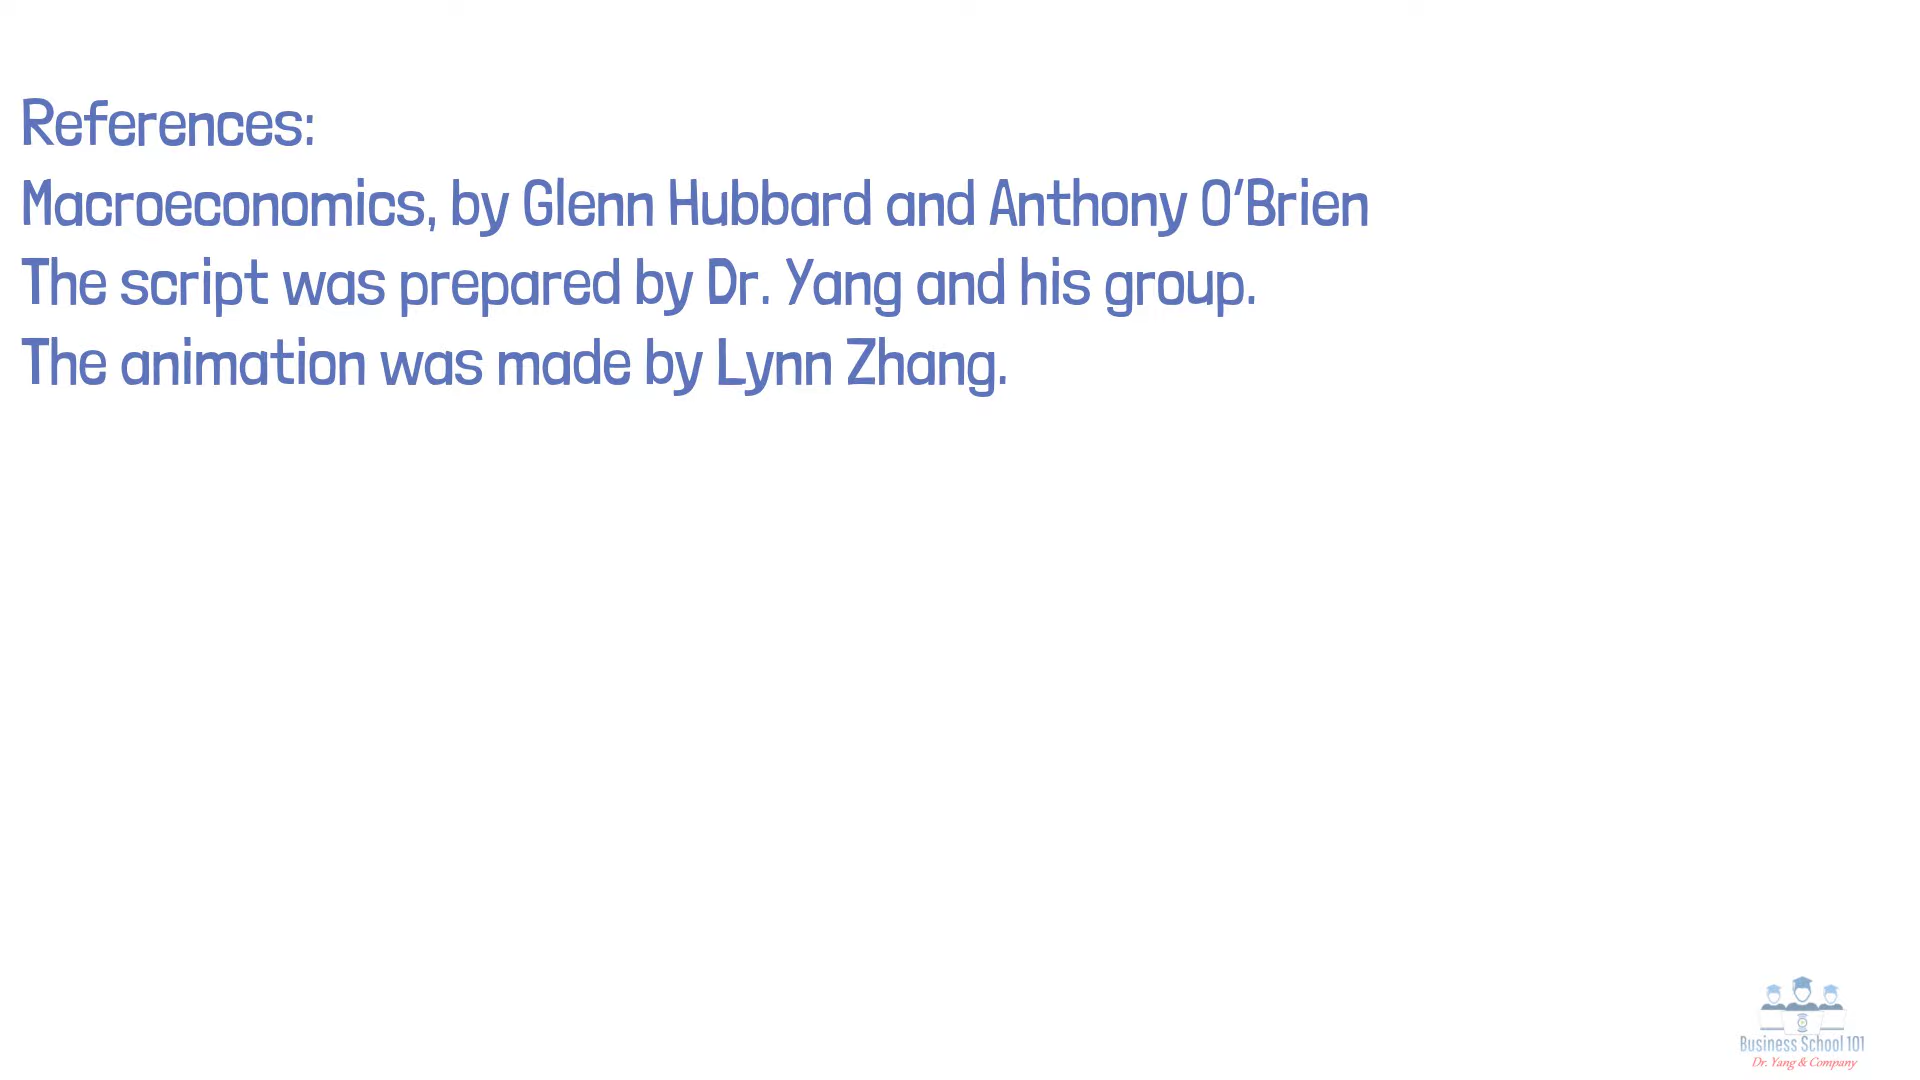 References:
Macroeconomics, by Glenn Hubbard and Anthony O'Brien
The script was prepared by Dr. Yang and his group.
The animation was made by Lynn Zhang.
Business School 101
Dr. Yang & Company